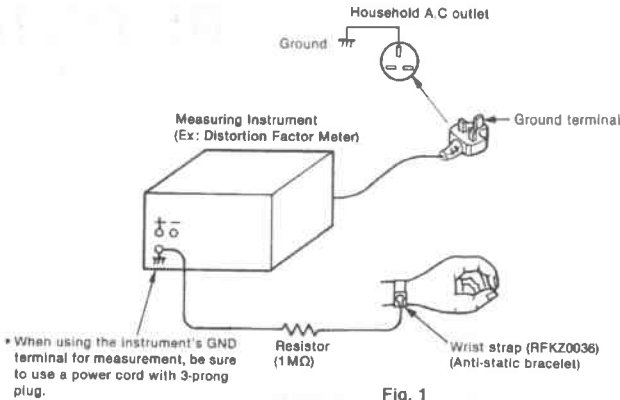 Household A.C outlet
Ground
Ground terminal
Measuring Instrument
(Ex: Distortion Factor Meter)
+ −
* When using the instrument's GND
terminal for measurement, be sure
to use a power cord with 3-prong
plug.
Resistor
(1MΩ)
Wrist strap (RFKZ0036)
(Anti-static bracelet)
Fig. 1